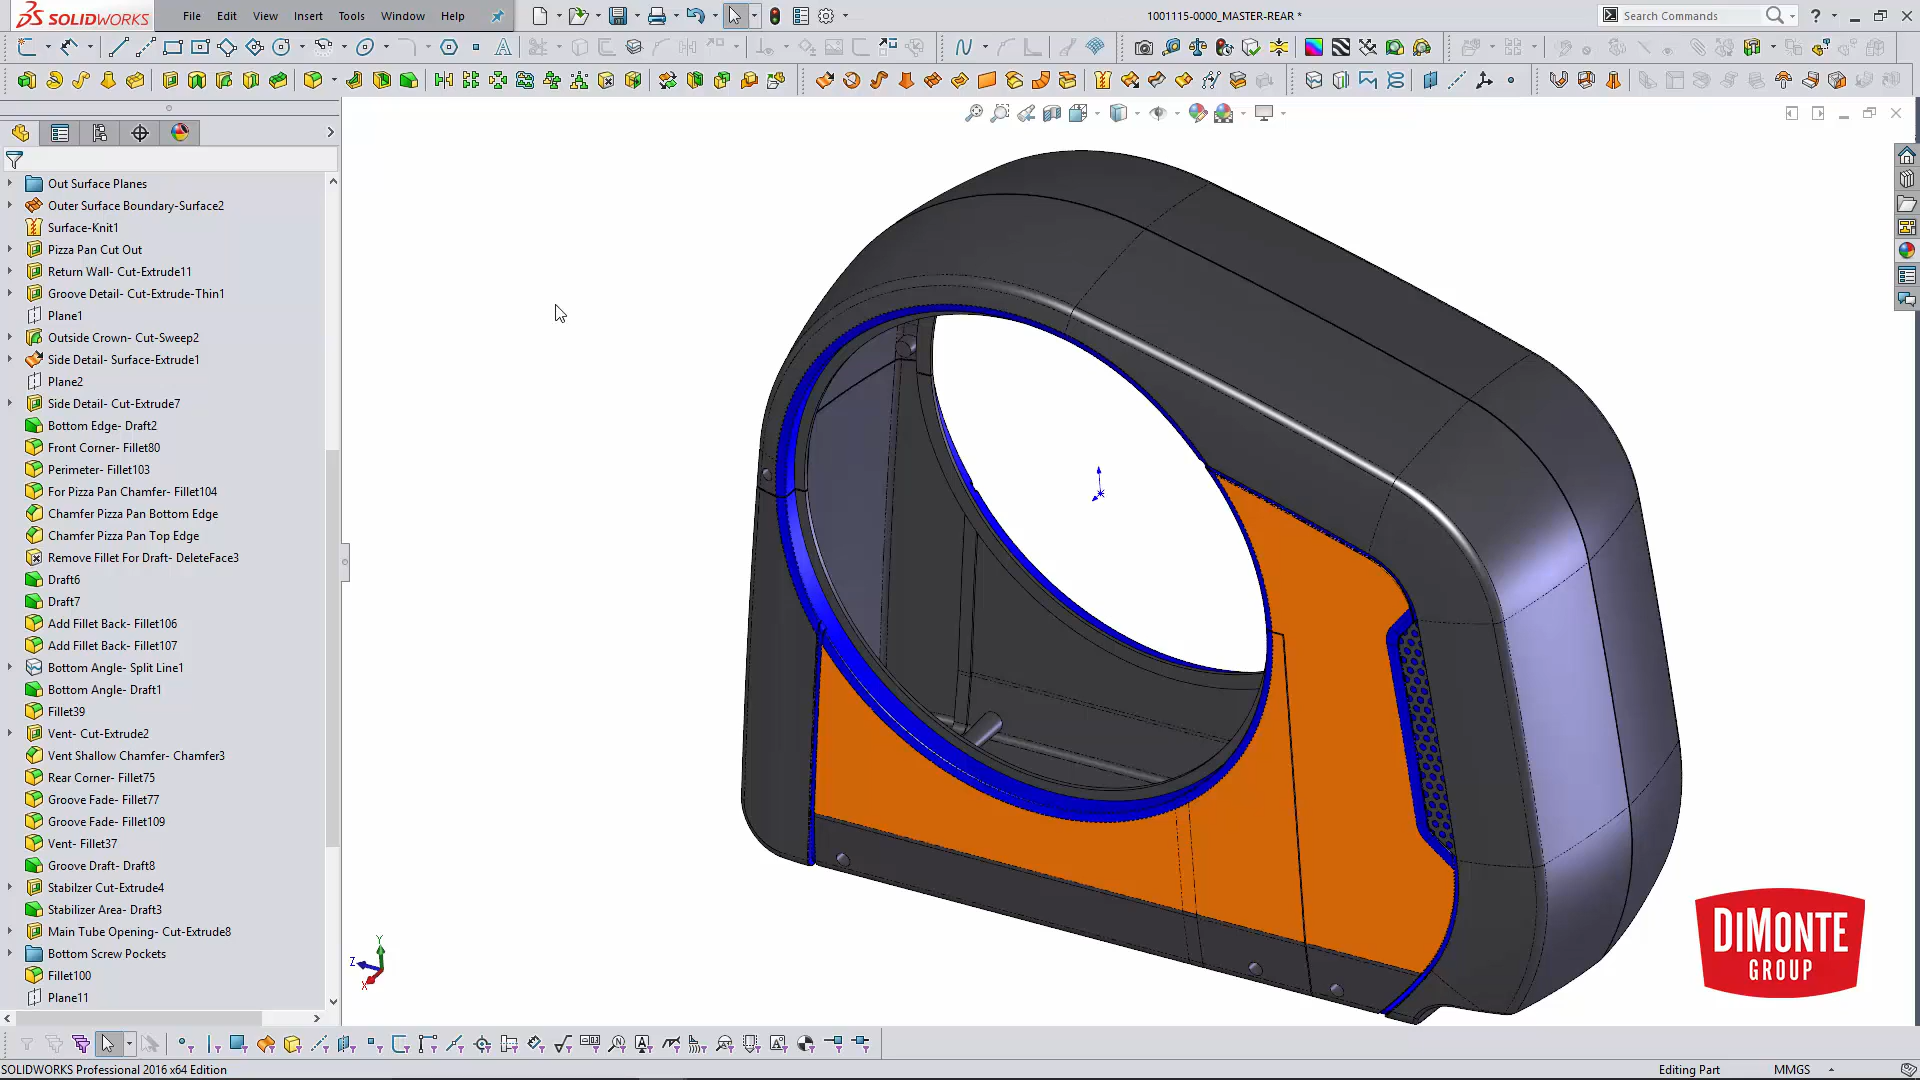 SOLIDWORKS
File Edit View Insert Tools Window Help
1001115-0000_MASTER-REAR *
Search Commands
Out Surface Planes
Outer Surface Boundary-Surface2
Surface-Knit1
Pizza Pan Cut Out
Return Wall- Cut-Extrude11
Groove Detail- Cut-Extrude-Thin1
Plane1
Outside Crown- Cut-Sweep2
Side Detail- Surface-Extrude1
Plane2
Side Detail- Cut-Extrude7
Bottom Edge- Draft2
Front Corner- Fillet80
Perimeter- Fillet103
For Pizza Pan Chamfer- Fillet104
Chamfer Pizza Pan Bottom Edge
Chamfer Pizza Pan Top Edge
Remove Fillet For Draft- DeleteFace3
Draft6
Draft7
Add Fillet Back- Fillet106
Add Fillet Back- Fillet107
Bottom Angle- Split Line1
Bottom Angle- Draft1
Fillet39
Vent- Cut-Extrude2
Vent Shallow Chamfer- Chamfer3
Rear Corner- Fillet75
Groove Fade- Fillet77
Groove Fade- Fillet109
Vent- Fillet37
Groove Draft- Draft8
Stabilzer Cut-Extrude4
Stabilizer Area- Draft3
Main Tube Opening- Cut-Extrude8
Bottom Screw Pockets
Fillet100
Plane11
Y
Z
X
DIMONTE
GROUP
SOLIDWORKS Professional 2016 x64 Edition
Editing Part
MMGS